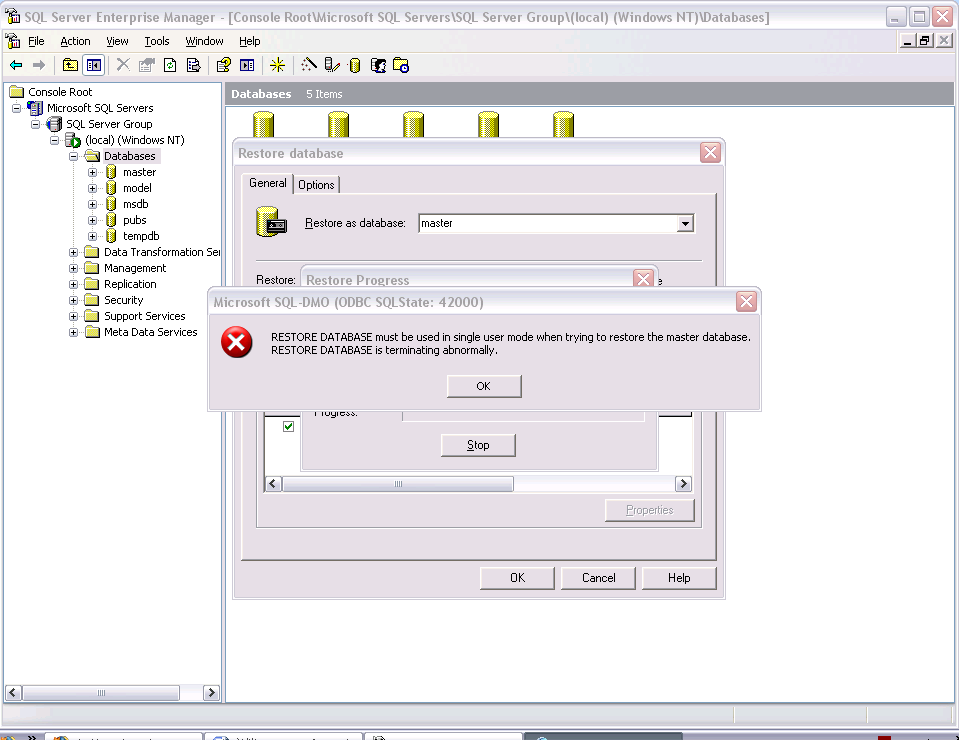 SQL Server Enterprise Manager - [Console Root\Microsoft SQL Servers\SQL Server Group\(local) (Windows NT)\Databases]
File Action View Tools Window Help
Console Root
Microsoft SQL Servers
SQL Server Group
(local) (Windows NT)
Databases
master
model
msdb
pubs
tempdb
Data Transformation Ser
Management
Replication
Security
Support Services
Meta Data Services
Databases 5 Items
Restore database
General Options
Restore as database: master
Restore:
Restore Progress
Microsoft SQL-DMO (ODBC SQLState: 42000)
RESTORE DATABASE must be used in single user mode when trying to restore the master database.
RESTORE DATABASE is terminating abnormally.
OK
Progress:
Stop
Properties
OK Cancel Help